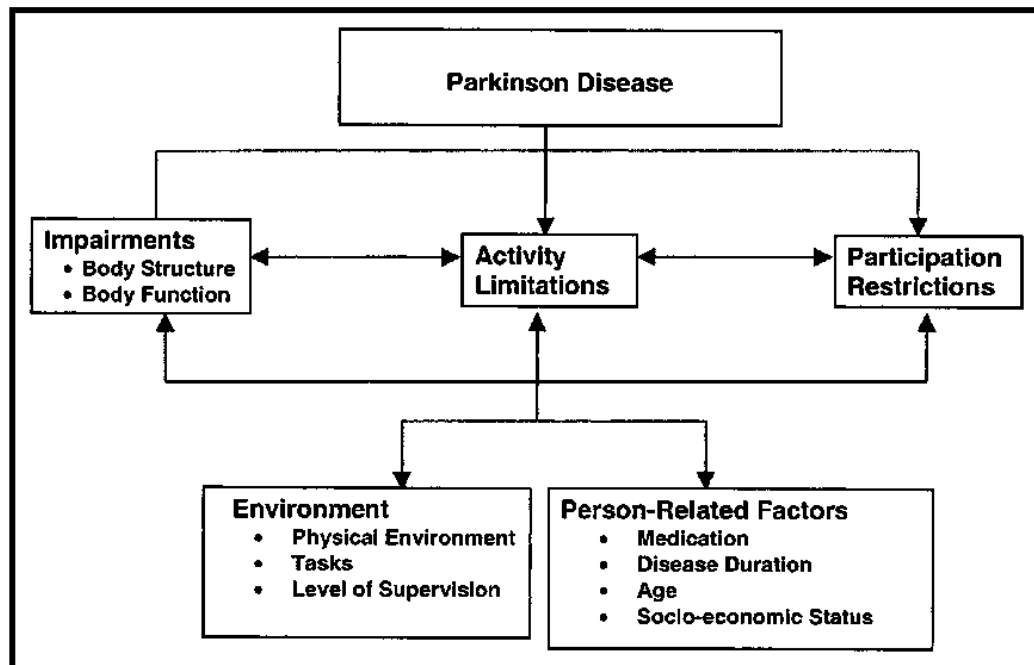 Parkinson Disease
Impairments
• Body Structure
• Body Function
Activity
Limitations
Participation
Restrictions
Environment
• Physical Environment
• Tasks
• Level of Supervision
Person-Related Factors
• Medication
• Disease Duration
• Age
• Socio-economic Status